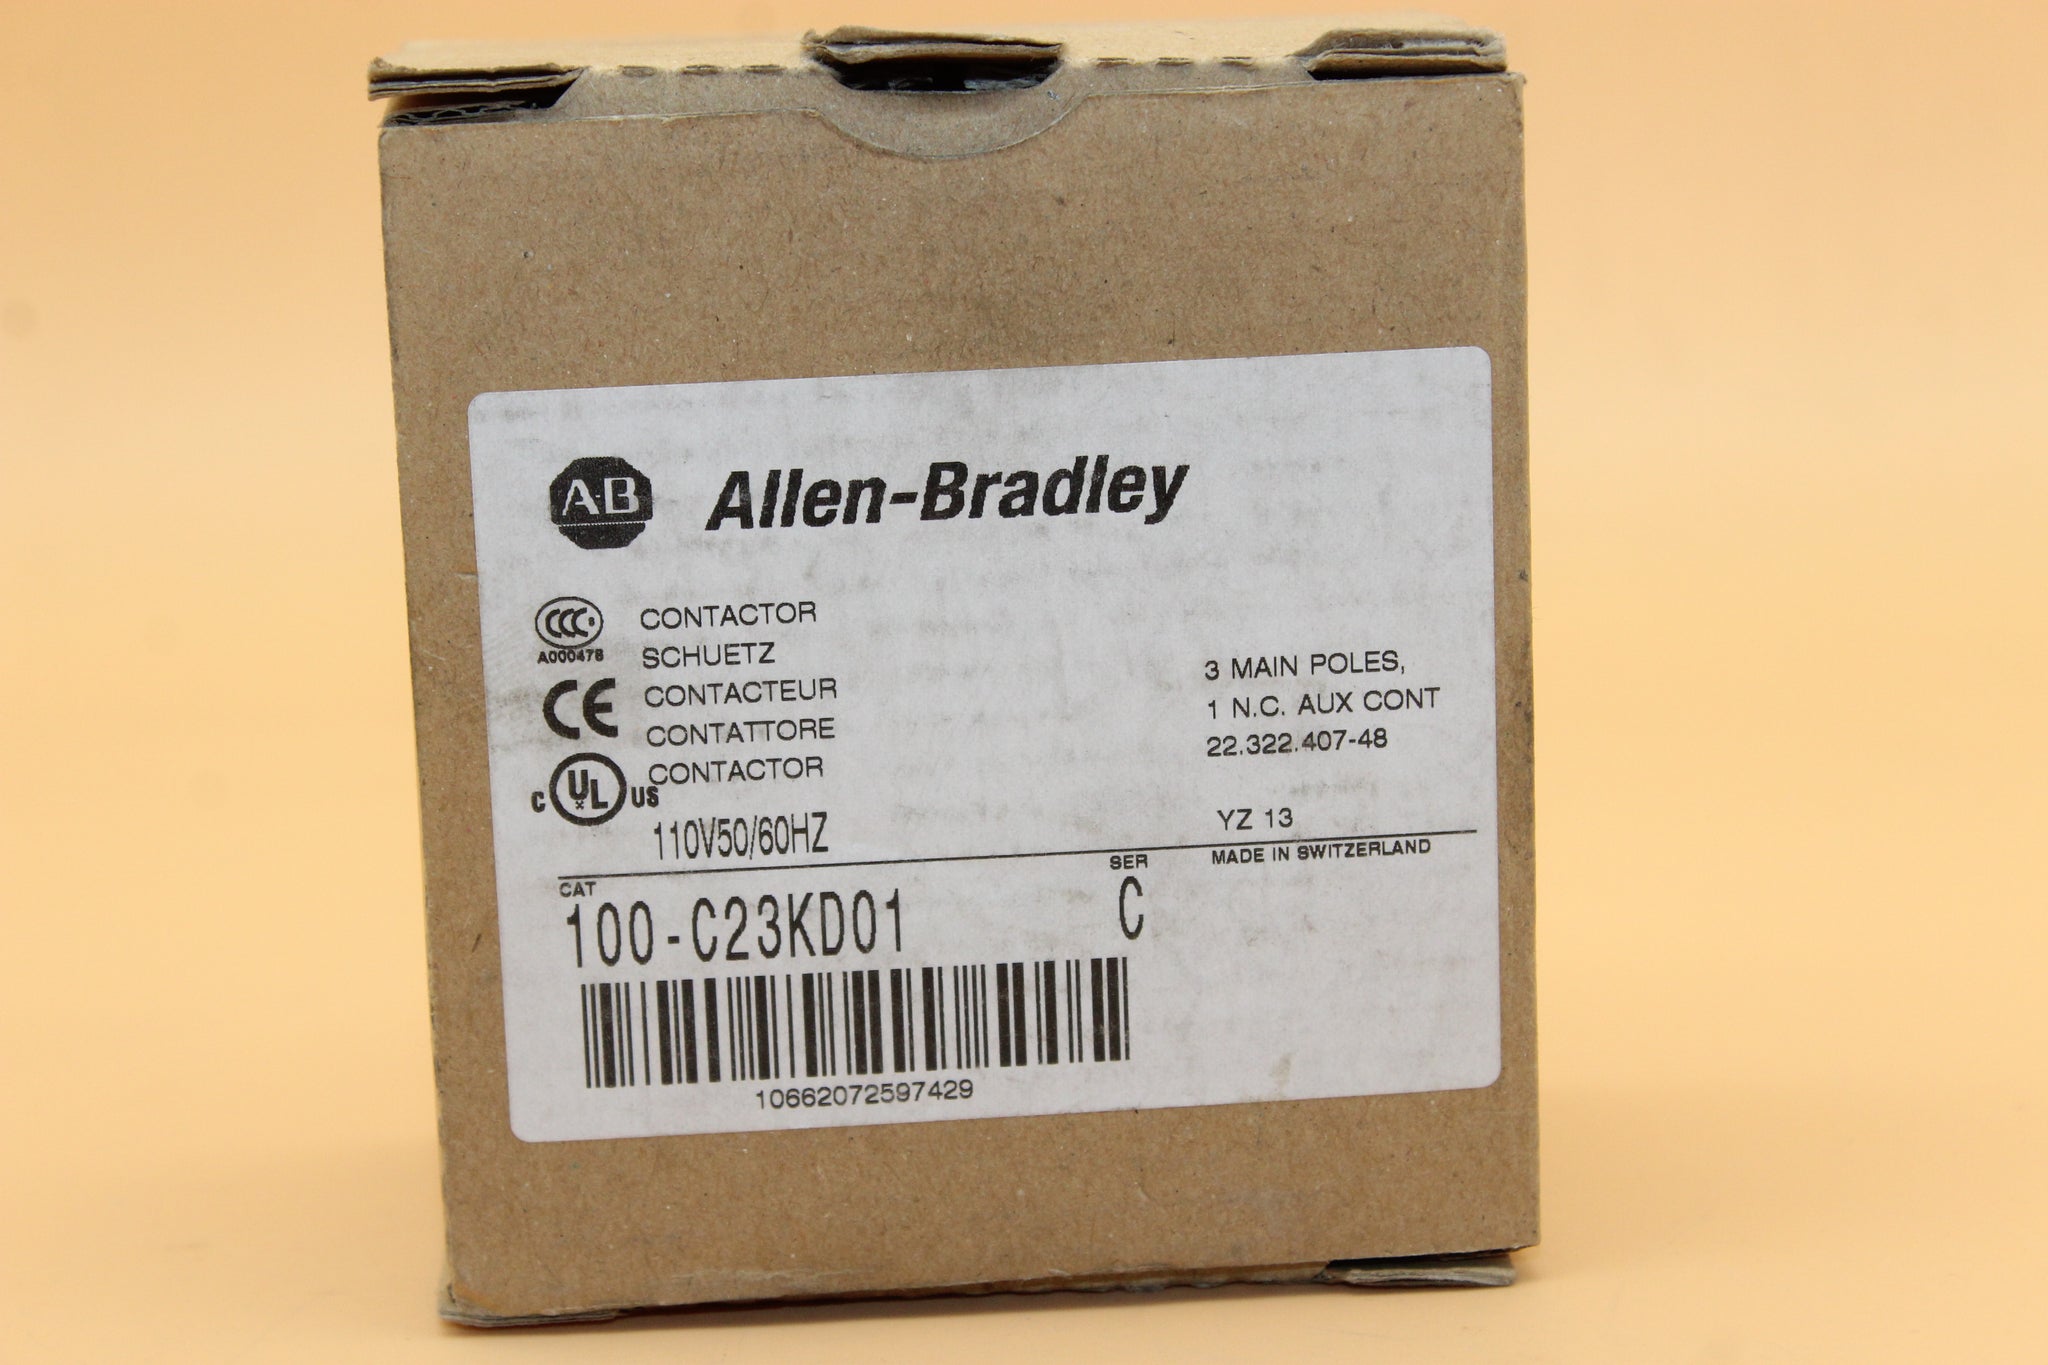 AB Allen-Bradley
CCC
A000478
CONTACTOR
SCHUETZ
CONTACTEUR
CONTATTORE
CONTACTOR
CE
C UL US
110V50/60HZ
3 MAIN POLES,
1 N.C. AUX CONT
22.322.407-48
YZ 13
MADE IN SWITZERLAND
CAT
100-C23KD01
SER
C
10662072597429